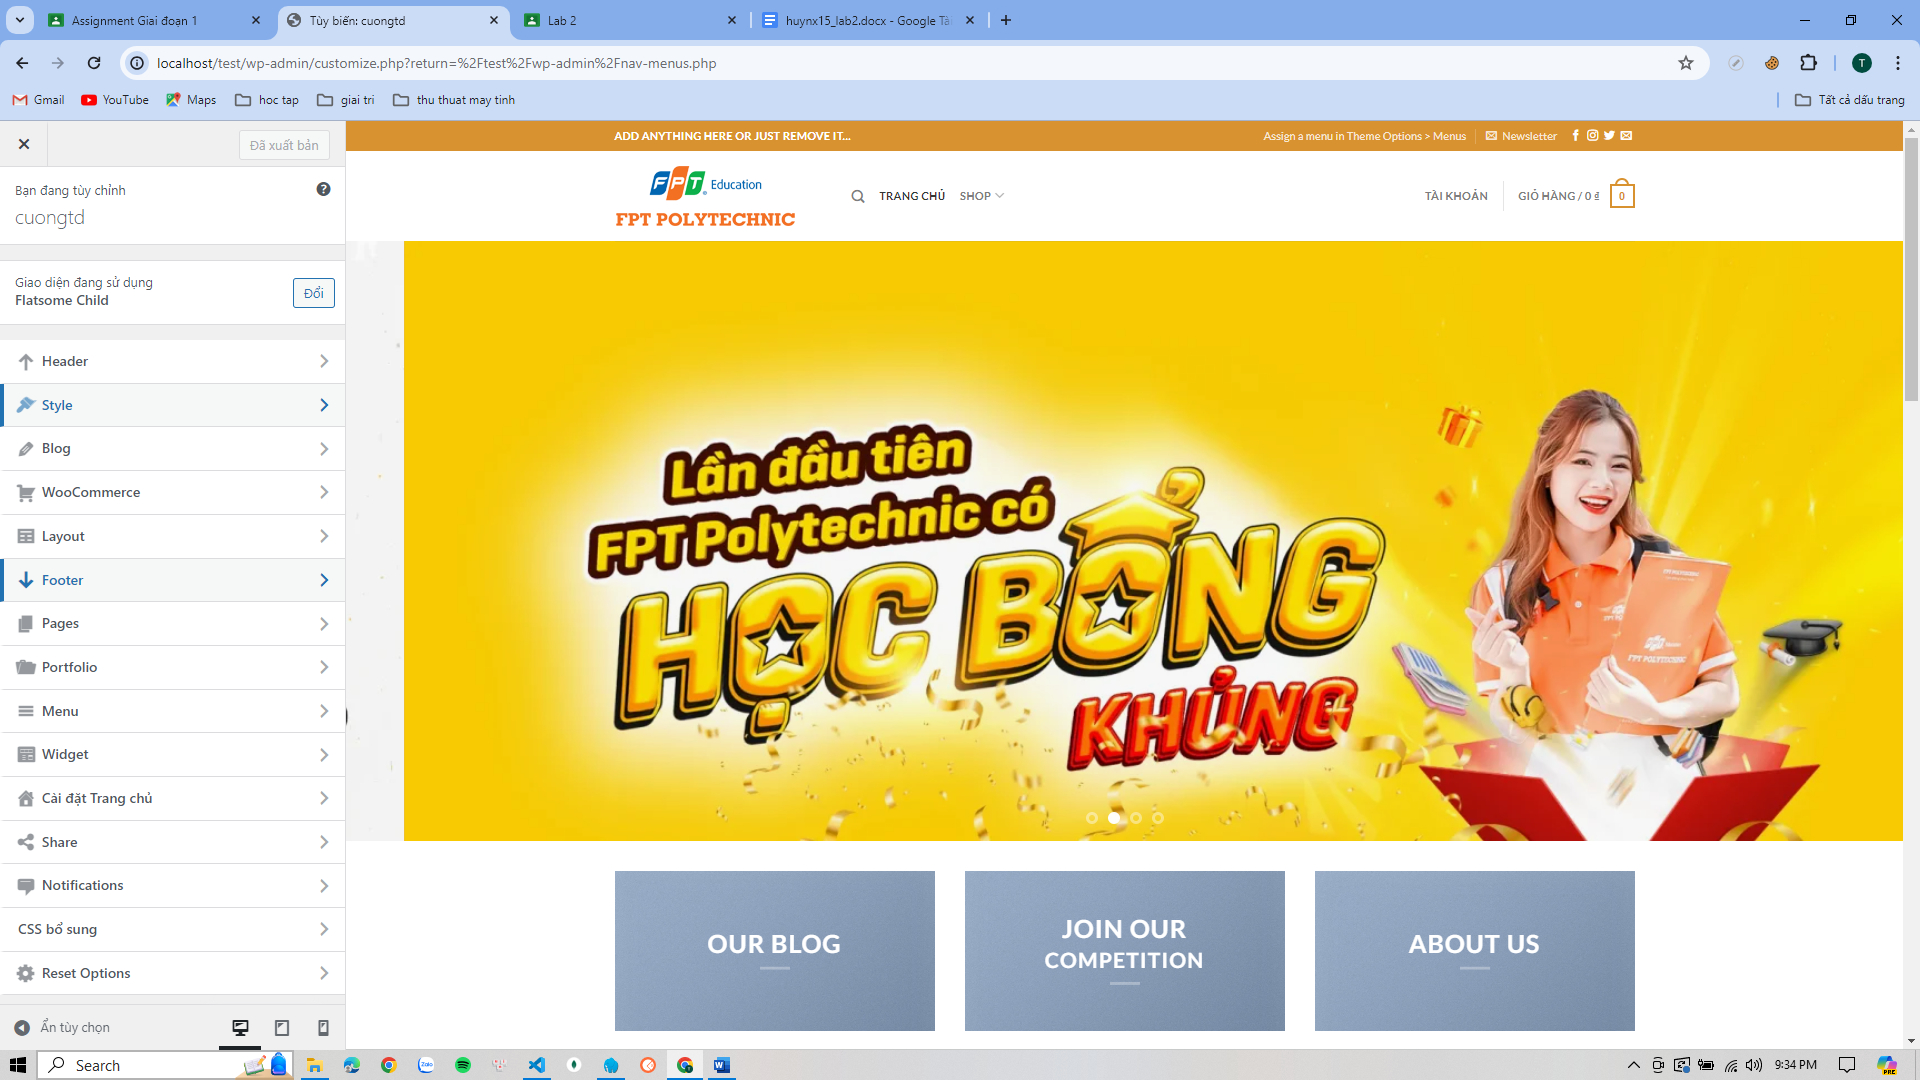 Assignment Giai đoạn 1
Tùy biến: cuongtd
Lab 2
huynx15_lab2.docx - Google Tà
localhost/test/wp-admin/customize.php?return=%2Ftest%2Fwp-admin%2Fnav-menus.php
T
Gmail
YouTube
Maps
hoc tap
giai tri
thu thuat may tinh
Tất cả dấu trang
Đã xuất bản
Bạn đang tùy chỉnh
cuongtd
Giao diện đang sử dụng
Flatsome Child
Đổi
Header
Style
Blog
WooCommerce
Layout
Footer
Pages
Portfolio
Menu
Widget
Cài đặt Trang chủ
Share
Notifications
CSS bổ sung
Reset Options
Ẩn tùy chọn
ADD ANYTHING HERE OR JUST REMOVE IT...
Assign a menu in Theme Options > Menus
Newsletter
FPT Education
FPT POLYTECHNIC
TRANG CHỦ
SHOP
TÀI KHOẢN
GIỎ HÀNG / 0 ₫
0
Lần đầu tiên
FPT Polytechnic có
HỌC BỔNG
KHỦNG
FPT POLYTECHNIC
OUR BLOG
JOIN OUR
COMPETITION
ABOUT US
Search
Zalo
9:34 PM
PRE